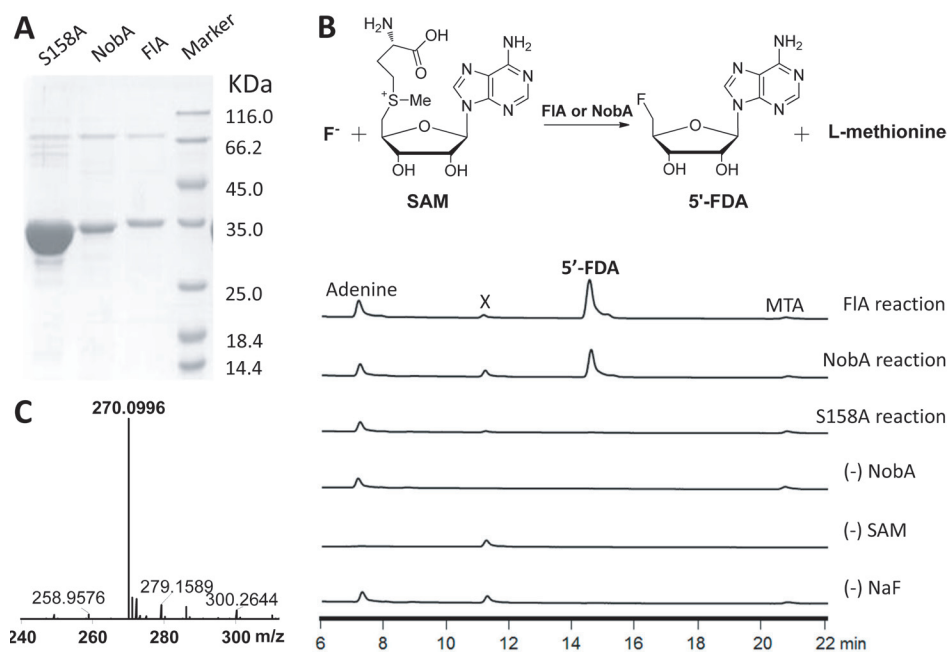 A
S158A NobA FlA Marker
KDa
116.0
66.2
45.0
35.0
25.0
18.4
14.4
B
H₂N
OH
O
S
+
Me
O
OH OH
NH₂
N
N
N
N
F⁻ +
SAM
FlA or NobA
F
O
OH OH
NH₂
N
N
N
N
5'-FDA
+ L-methionine
Adenine X 5’-FDA MTA FlA reaction
NobA reaction
S158A reaction
(-) NobA
(-) SAM
(-) NaF
6 8 10 12 14 16 18 20 22 min
C
270.0996
258.9576
279.1589
300.2644
240 260 280 300 m/z